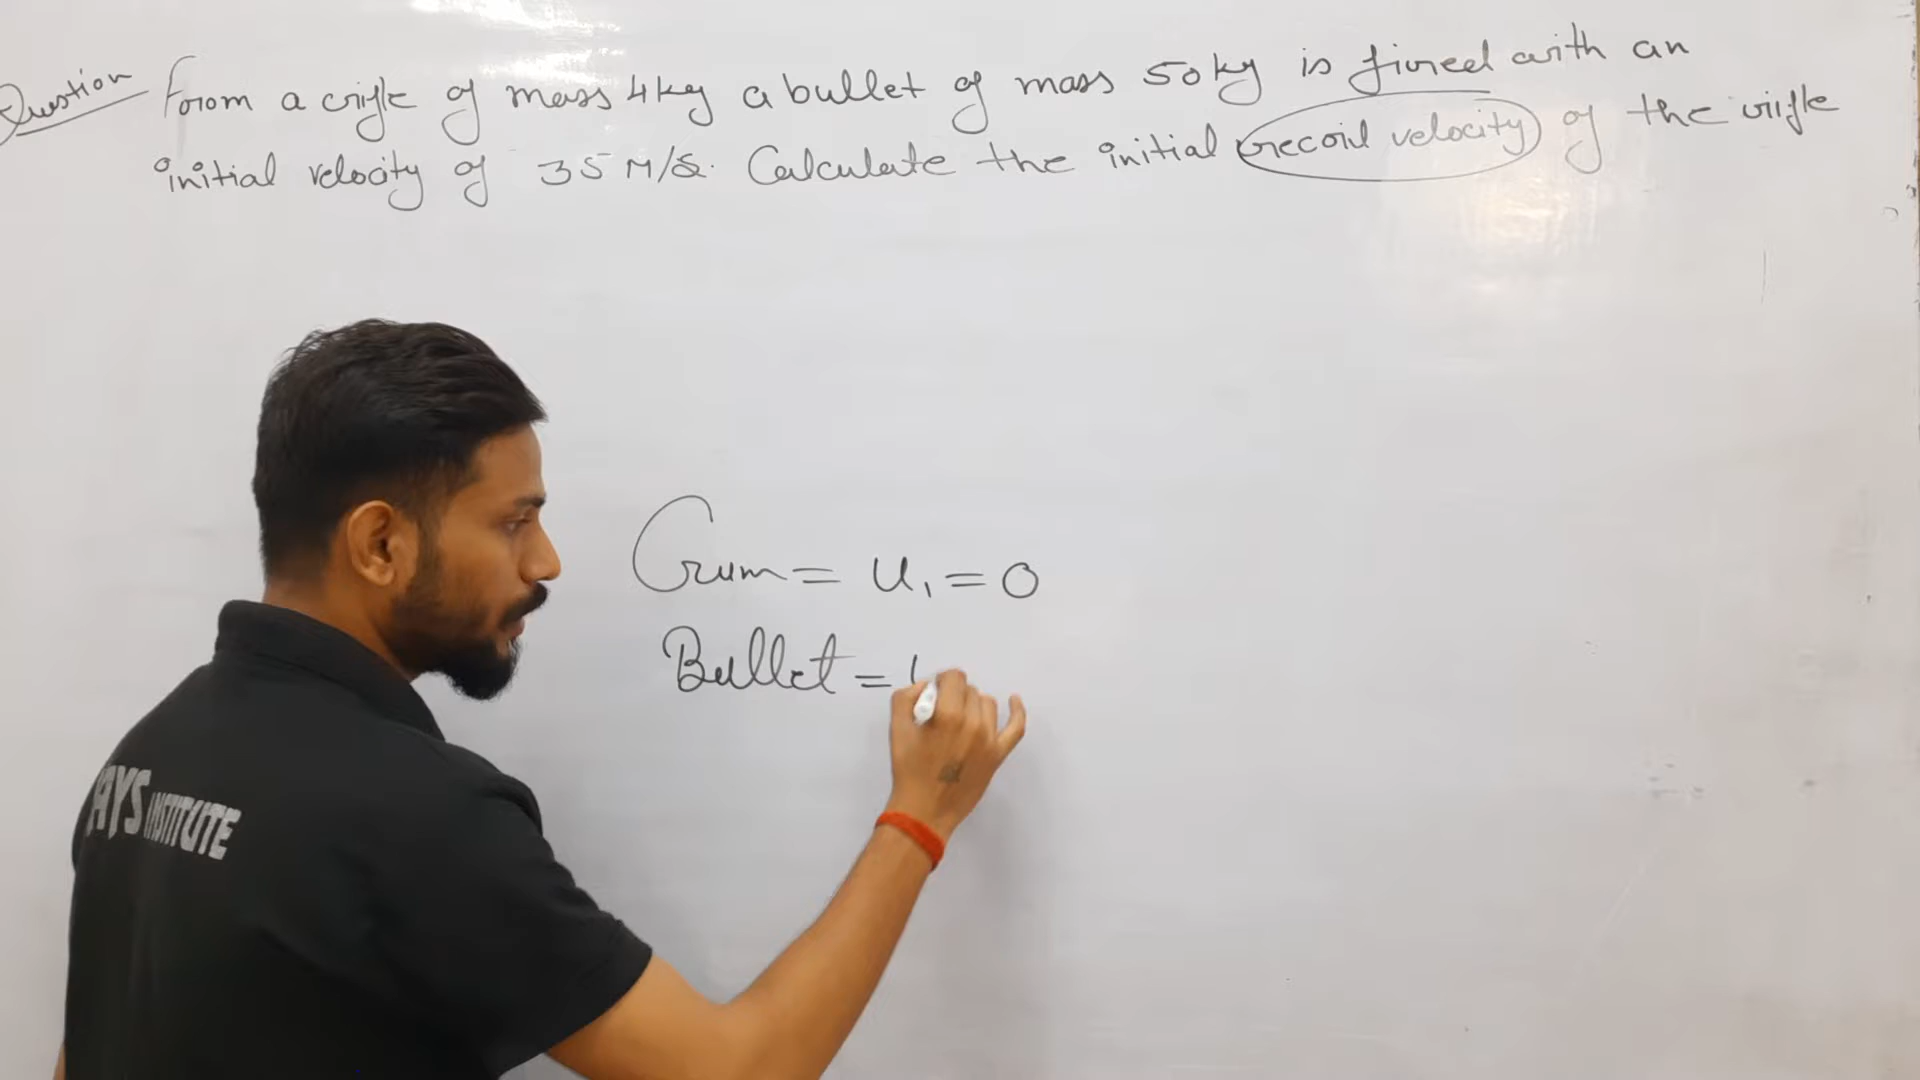 Question From a rifle of mass 4kg a bullet of mass 50kg is fired with an
initial velocity of 35 M/S. Calculate the initial recoil velocity of the rifle
Gun = u₁ = 0
Bullet =
AYS INSTITUTE